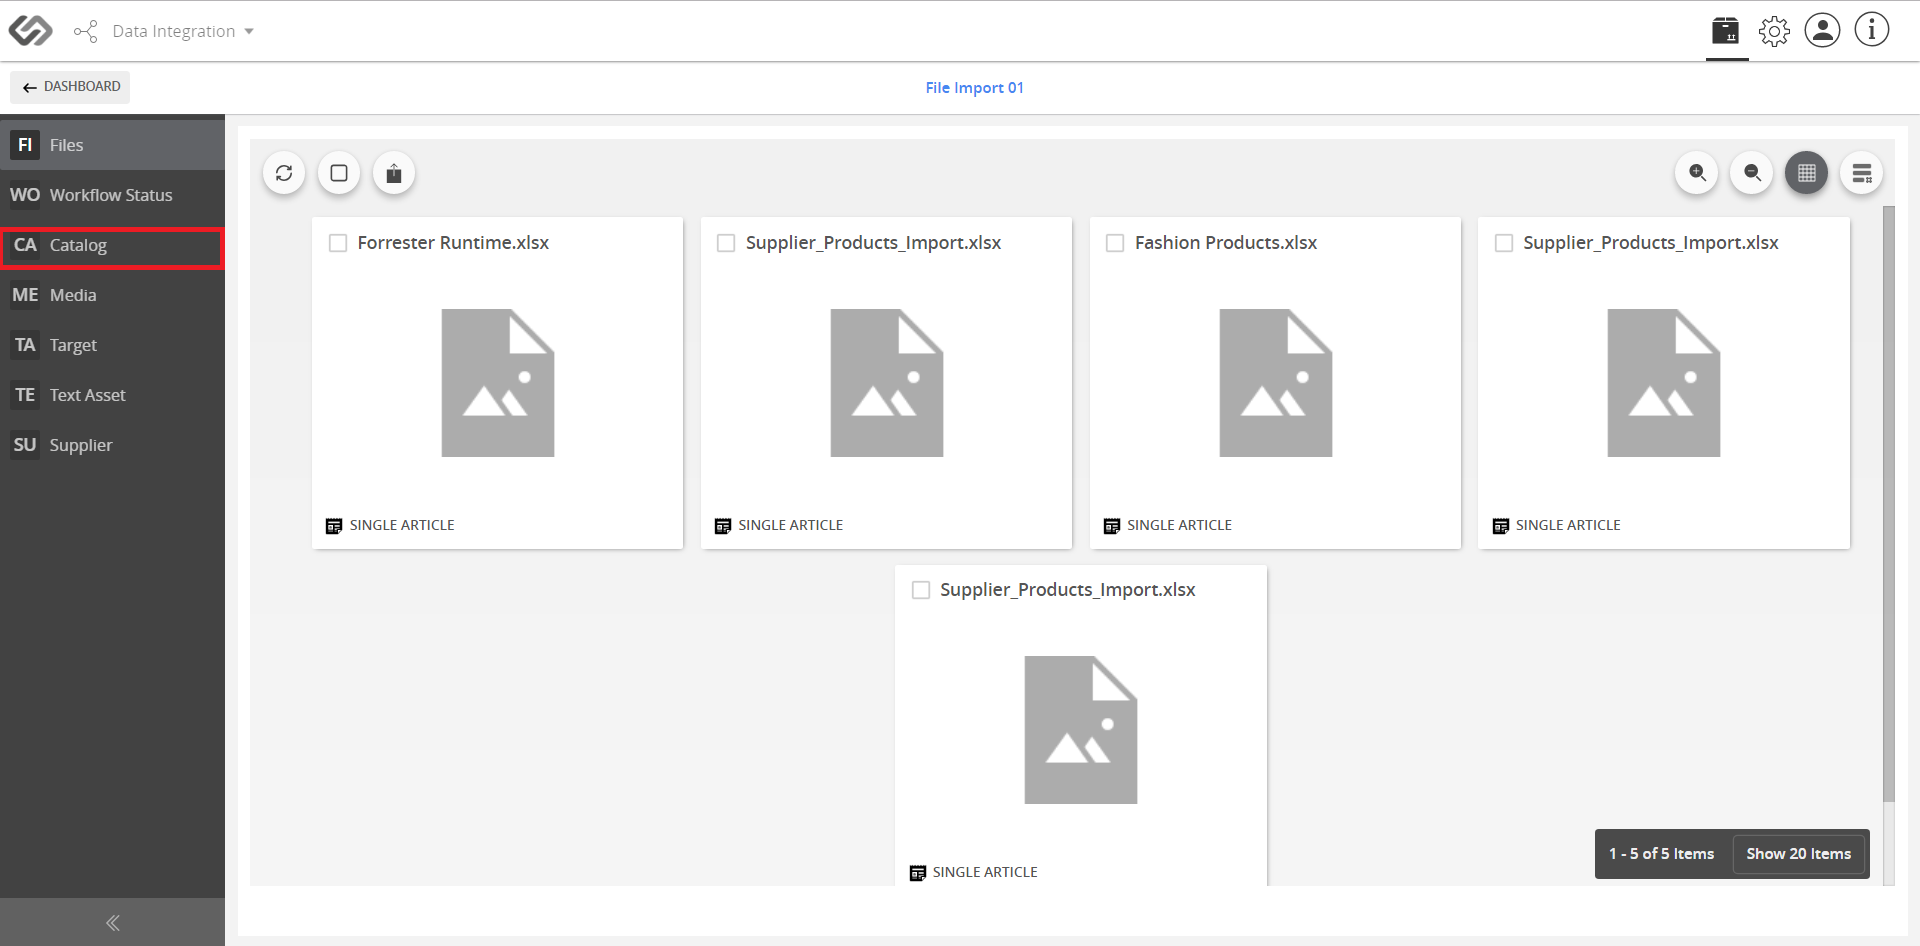 Data Integration
DASHBOARD
File Import 01
FI Files
WO Workflow Status
CA Catalog
ME Media
TA Target
TE Text Asset
SU Supplier
Forrester Runtime.xlsx
Supplier_Products_Import.xlsx
Fashion Products.xlsx
Supplier_Products_Import.xlsx
SINGLE ARTICLE
SINGLE ARTICLE
SINGLE ARTICLE
SINGLE ARTICLE
Supplier_Products_Import.xlsx
SINGLE ARTICLE
1 - 5 of 5 Items
Show 20 Items